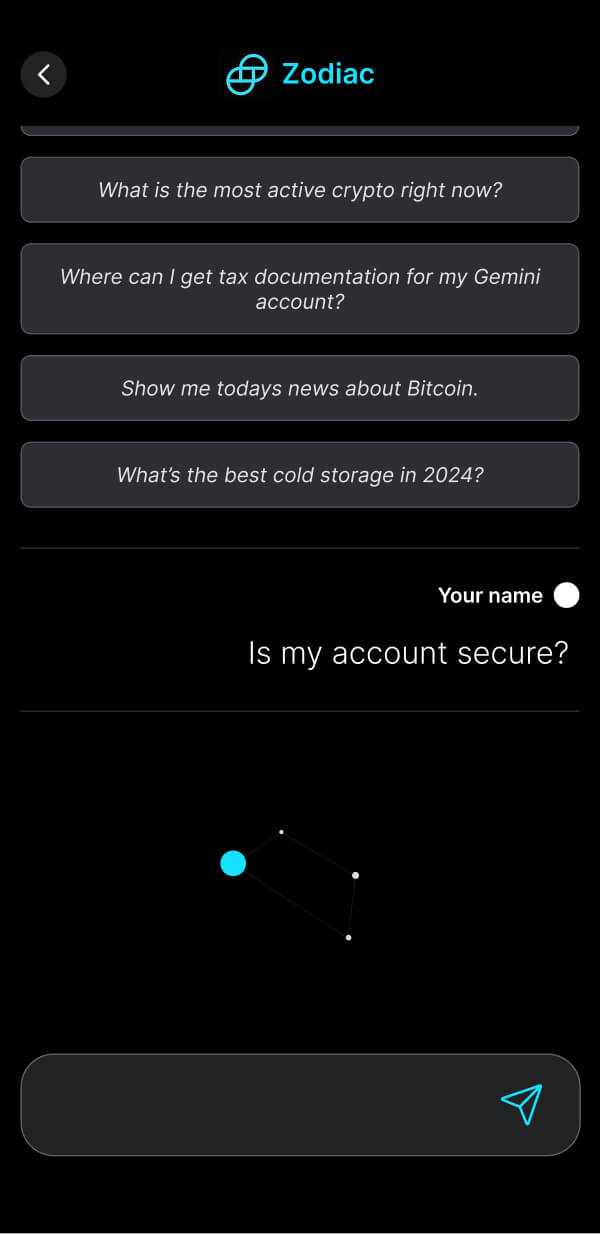 Zodiac
What is the most active crypto right now?
Where can I get tax documentation for my Gemini
account?
Show me todays news about Bitcoin.
What’s the best cold storage in 2024?
Your name
Is my account secure?